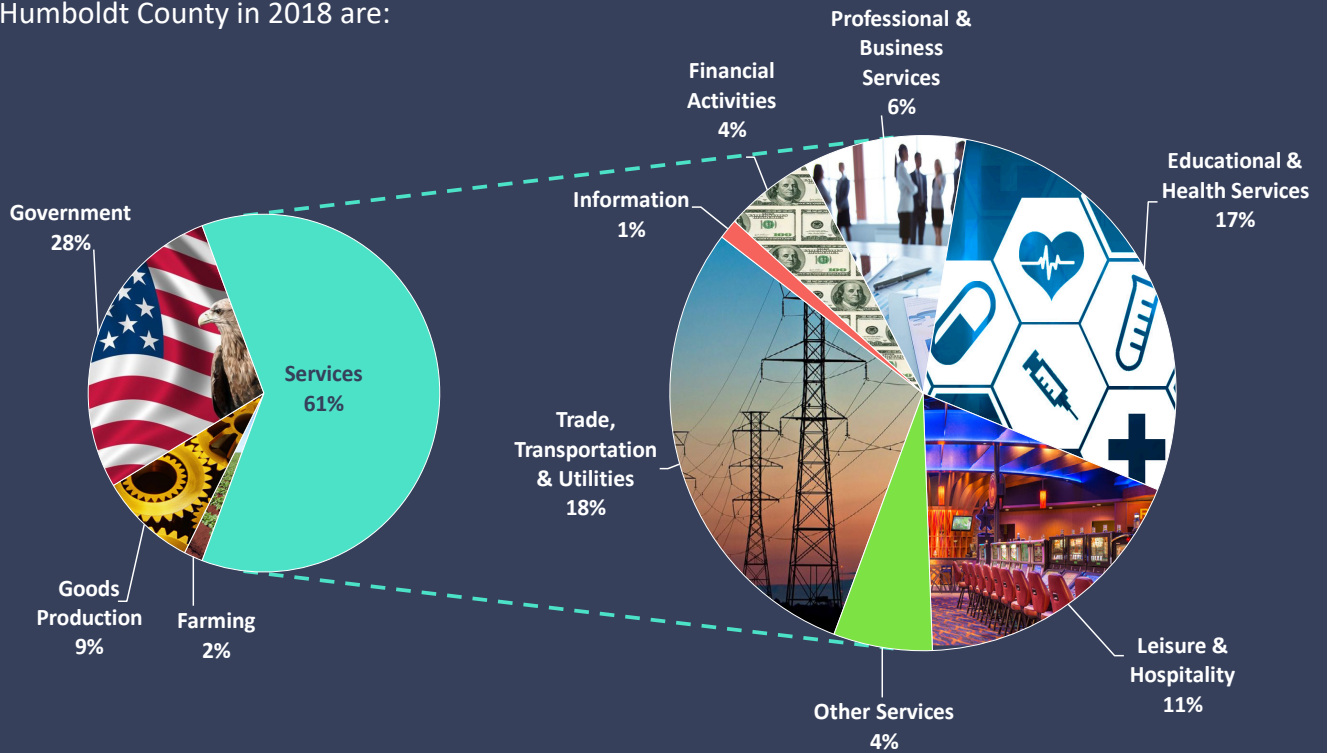 Humboldt County in 2018 are:
Government
28%
Services
61%
Goods
Production
9%
Farming
2%
Professional &
Business
Services
6%
Financial
Activities
4%
Information
1%
Educational &
Health Services
17%
Trade,
Transportation
& Utilities
18%
Leisure &
Hospitality
11%
Other Services
4%